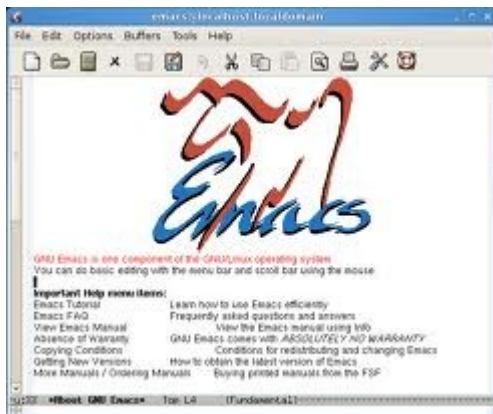 emacs@localhost.localdomain
File Edit Options Buffers Tools Help
Emacs
GNU Emacs is one component of the GNU/Linux operating system
You can do basic editing with the menu bar and scroll bar using the mouse
Important Help menu items:
Emacs Tutorial Learn how to use Emacs efficiently
Emacs FAQ Frequently asked questions and answers
View Emacs Manual View the Emacs manual using Info
Absence of Warranty GNU Emacs comes with ABSOLUTELY NO WARRANTY
Copying Conditions Conditions for redistributing and changing Emacs
Getting New Versions How to obtain the latest version of Emacs
More Manuals / Ordering Manuals Buying printed manuals from the FSF
*About GNU Emacs* Top L4 (Fundamental)